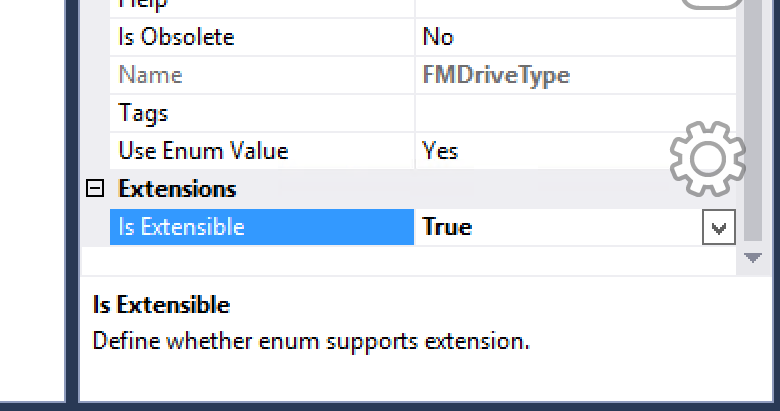 Help
Is Obsolete No
Name FMDriveType
Tags
Use Enum Value Yes
Extensions
Is Extensible True
Is Extensible
Define whether enum supports extension.